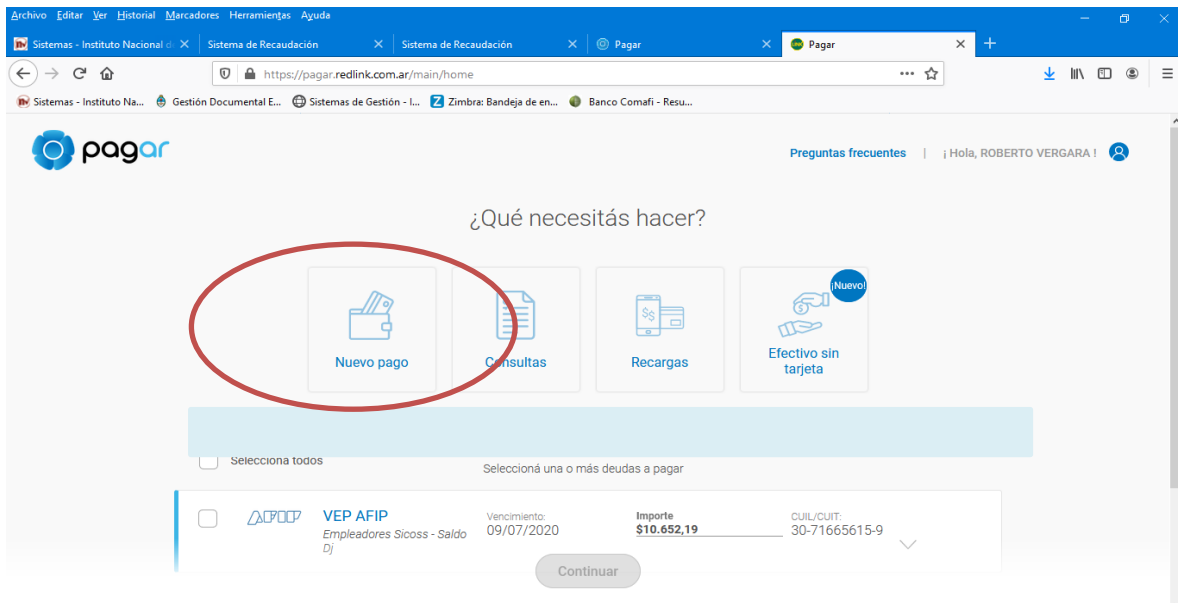 Archivo Editar Ver Historial Marcadores Herramientas Ayuda
Sistemas - Instituto Nacional d
Sistema de Recaudación
Sistema de Recaudación
Pagar
Pagar
https://pagar.redlink.com.ar/main/home
Sistemas - Instituto Na... Gestión Documental E... Sistemas de Gestión - I... Zimbra: Bandeja de en... Banco Comafi - Resu...
pagar
Preguntas frecuentes | ¡ Hola, ROBERTO VERGARA !
¿Qué necesitás hacer?
¡Nuevo!
Nuevo pago
Consultas
Recargas
Efectivo sin
tarjeta
Selecciona todos
Seleccioná una o más deudas a pagar
AFIP
VEP AFIP
Empleadores Sicoss - Saldo
Dj
Vencimiento:
09/07/2020
Importe
$10.652,19
CUIL/CUIT:
30-71665615-9
Continuar